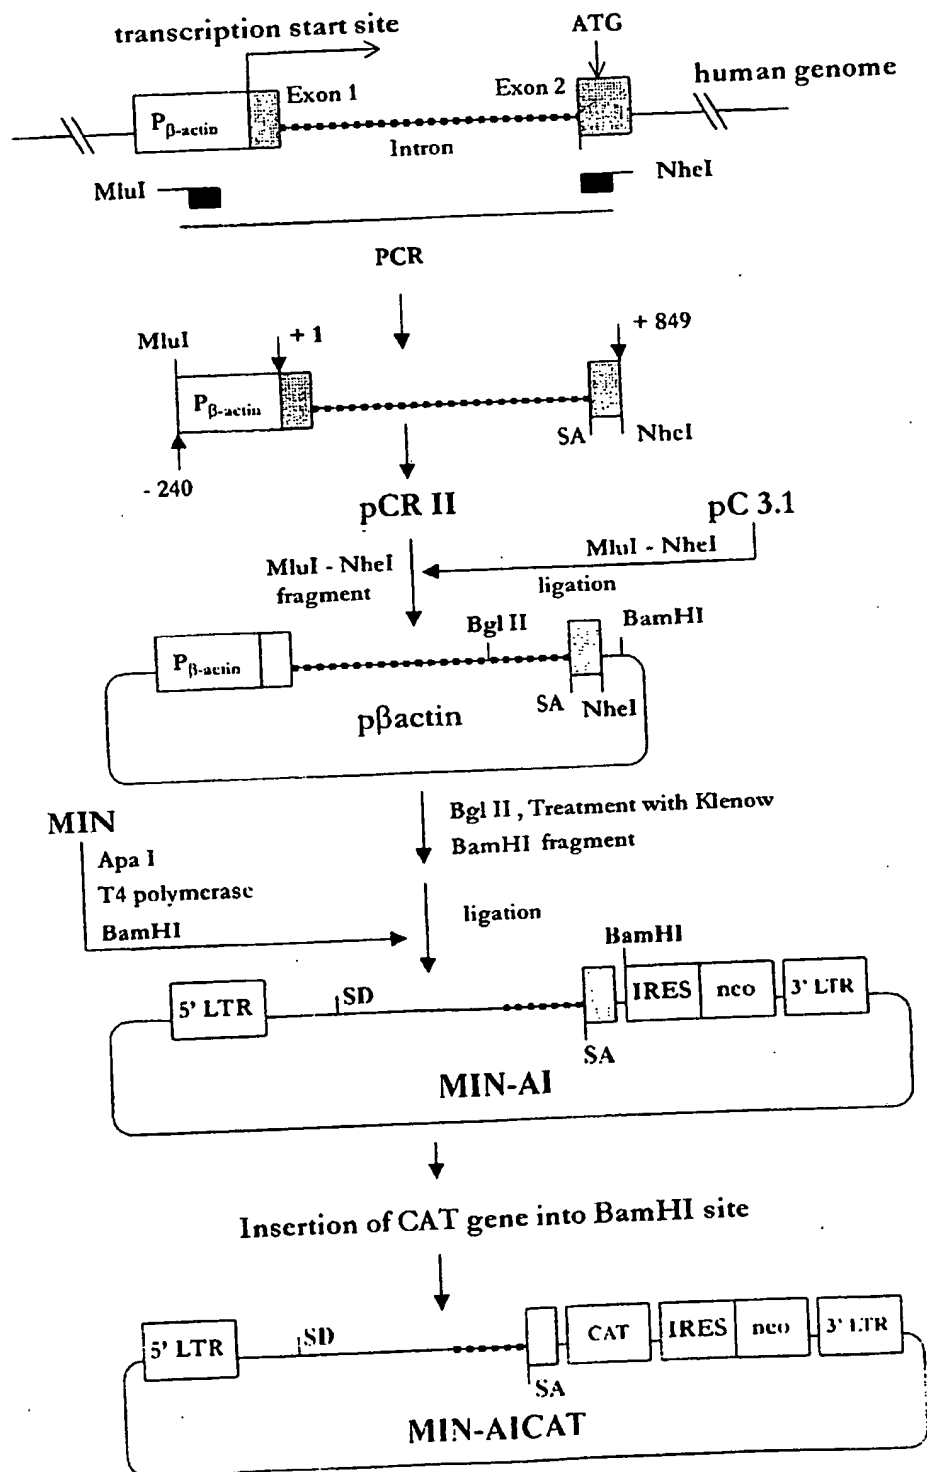 transcription start site
ATG
human genome
Exon 1
Exon 2
Pβ-actin
Intron
MluI
NheI
PCR
MluI
+ 1
+ 849
Pβ-actin
SA
NheI
- 240
pCR II
pC 3.1
MluI - NheI
fragment
MluI - NheI
ligation
Bgl II
BamHI
Pβ-actin
SA
NheI
pβactin
MIN
Apa I
T4 polymerase
BamHI
Bgl II , Treatment with Klenow
BamHI fragment
ligation
BamHI
5' LTR
SD
IRES
neo
3' LTR
SA
MIN-AI
Insertion of CAT gene into BamHI site
5' LTR
SD
CAT
IRES
neo
3' LTR
SA
MIN-AICAT